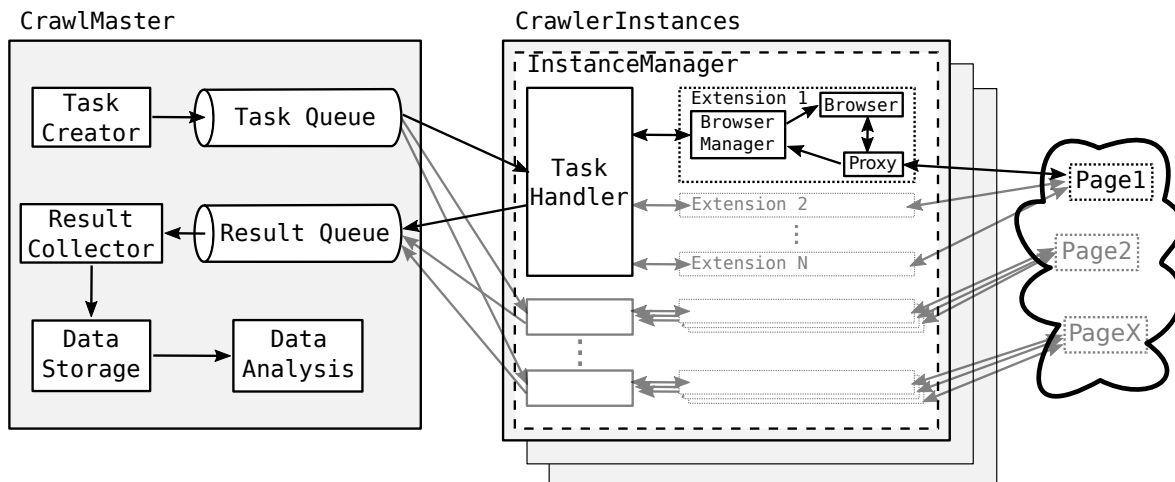 CrawlMaster
Task
Creator
Task Queue
Result
Collector
Result Queue
Data
Storage
Data
Analysis
CrawlerInstances
InstanceManager
Task
Handler
Extension 1
Browser
Browser
Manager
Proxy
Extension 2
Extension N
Page1
Page2
PageX